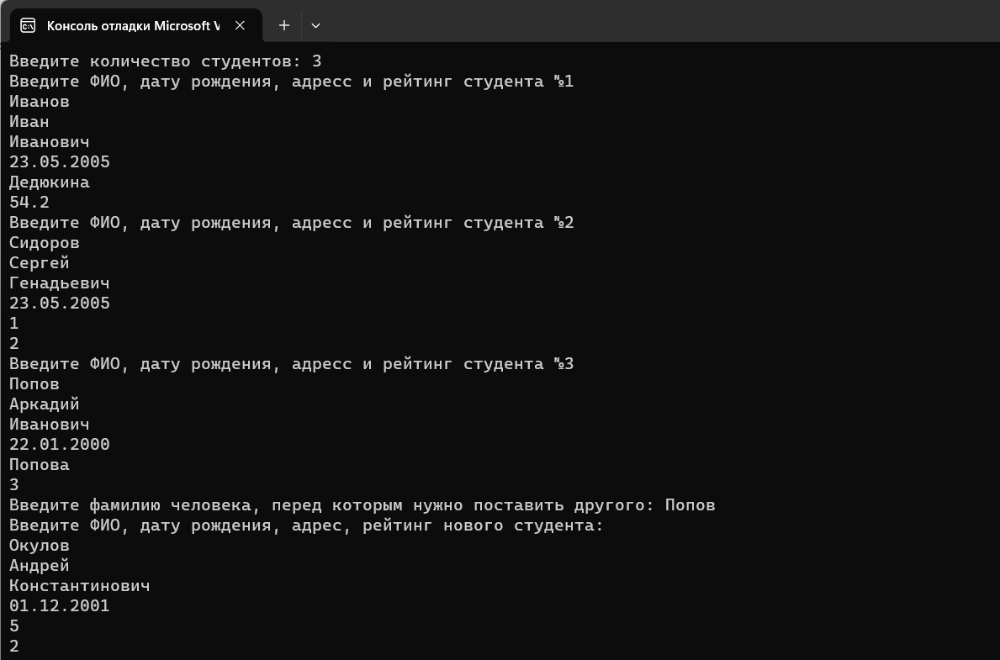 Консоль отладки Microsoft V
Введите количество студентов: 3
Введите ФИО, дату рождения, адресс и рейтинг студента №1
Иванов
Иван
Иванович
23.05.2005
Дедюкина
54.2
Введите ФИО, дату рождения, адресс и рейтинг студента №2
Сидоров
Сергей
Генадьевич
23.05.2005
1
2
Введите ФИО, дату рождения, адресс и рейтинг студента №3
Попов
Аркадий
Иванович
22.01.2000
Попова
3
Введите фамилию человека, перед которым нужно поставить другого: Попов
Введите ФИО, дату рождения, адрес, рейтинг нового студента:
Окулов
Андрей
Константинович
01.12.2001
5
2